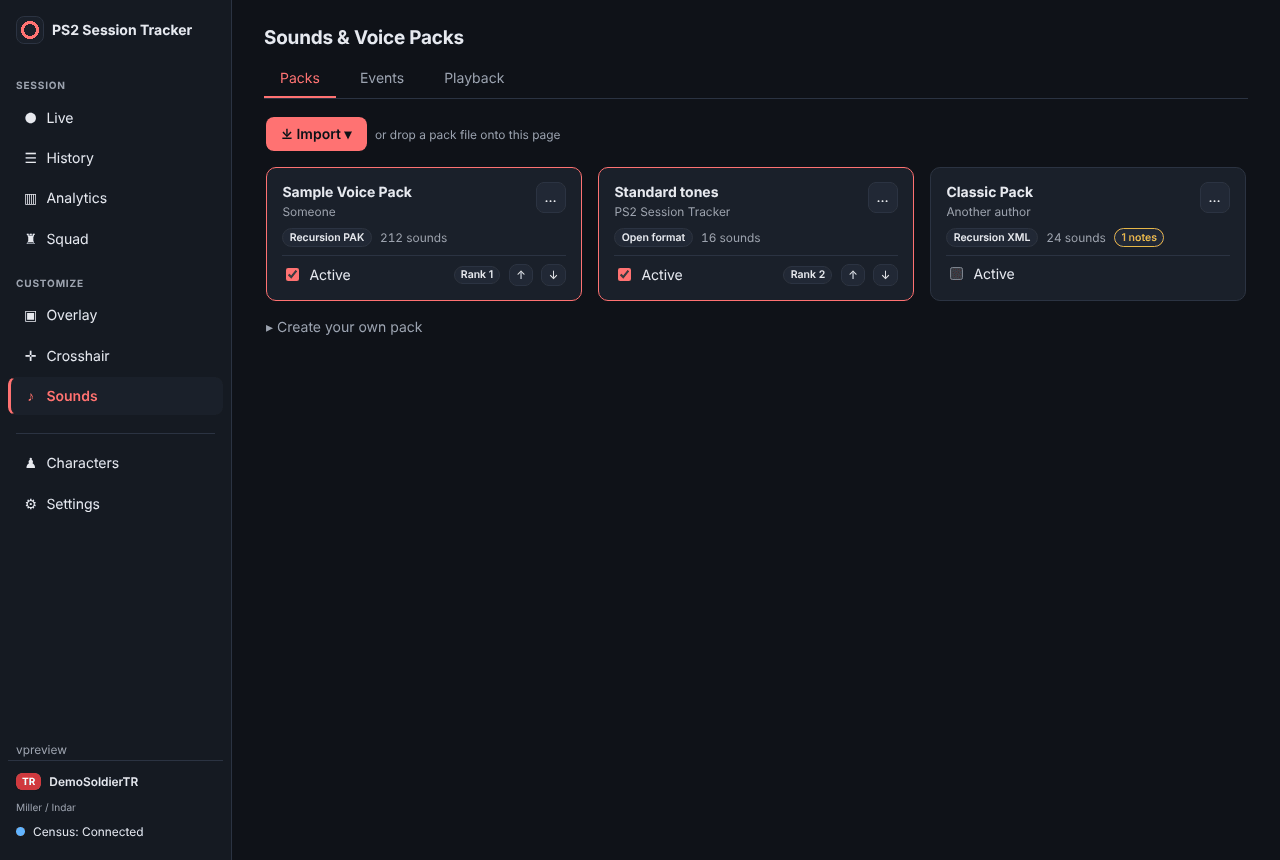 PS2 Session Tracker
SESSION
Live
History
Analytics
Squad
CUSTOMIZE
Overlay
Crosshair
Sounds
Characters
Settings
vpreview
TR DemoSoldierTR
Miller / Indar
Census: Connected
Sounds & Voice Packs
Packs Events Playback
Import ▾ or drop a pack file onto this page
Sample Voice Pack ...
Someone
Recursion PAK 212 sounds
Active Rank 1 ↑ ↓
Standard tones ...
PS2 Session Tracker
Open format 16 sounds
Active Rank 2 ↑ ↓
Classic Pack ...
Another author
Recursion XML 24 sounds 1 notes
Active
▸ Create your own pack